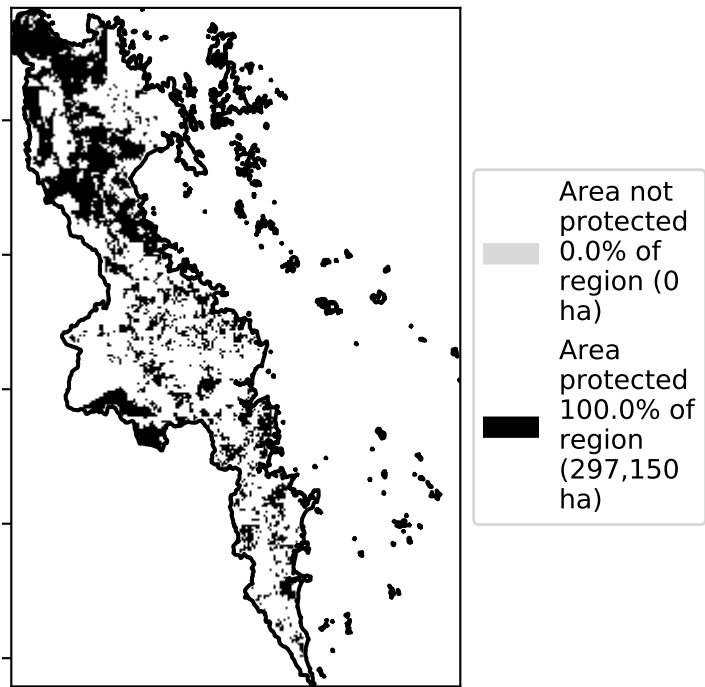 Area not
protected
0.0% of
region (0
ha)
Area
protected
100.0% of
region
(297,150
ha)